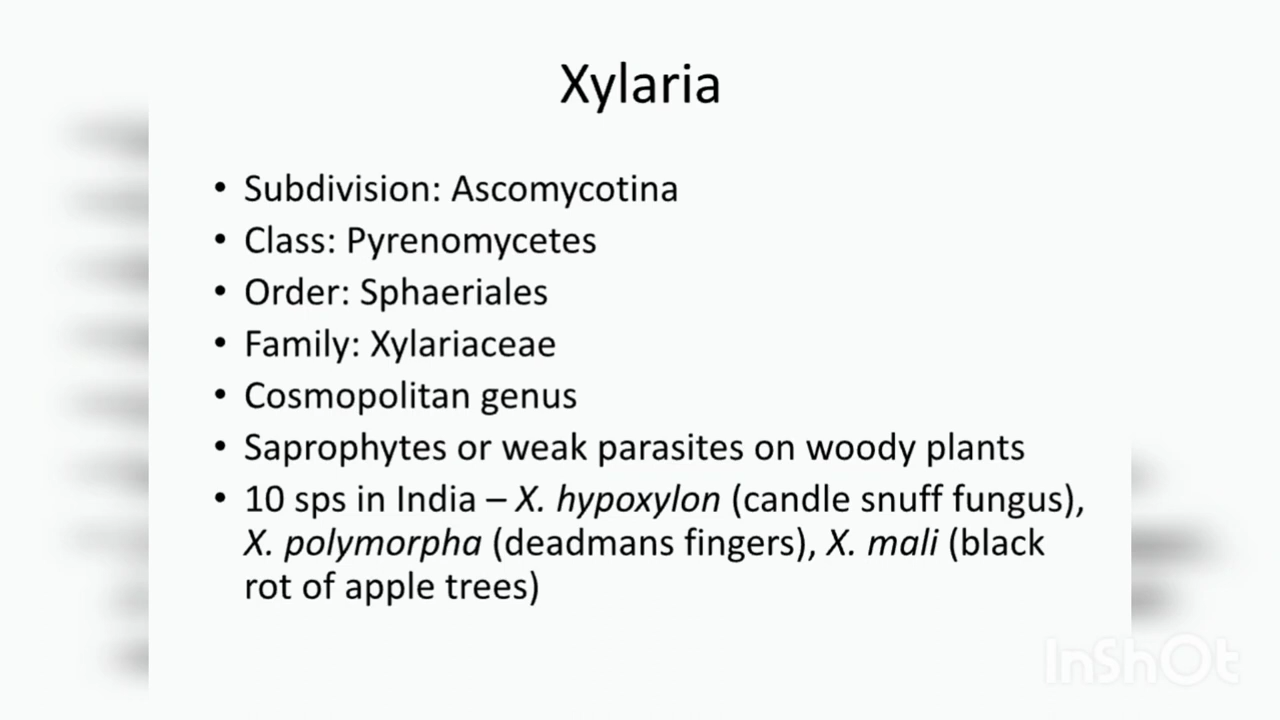 Xylaria
• Subdivision: Ascomycotina
• Class: Pyrenomycetes
• Order: Sphaeriales
• Family: Xylariaceae
• Cosmopolitan genus
• Saprophytes or weak parasites on woody plants
• 10 sps in India – X. hypoxylon (candle snuff fungus),
X. polymorpha (deadmans fingers), X. mali (black
rot of apple trees)
InShOt